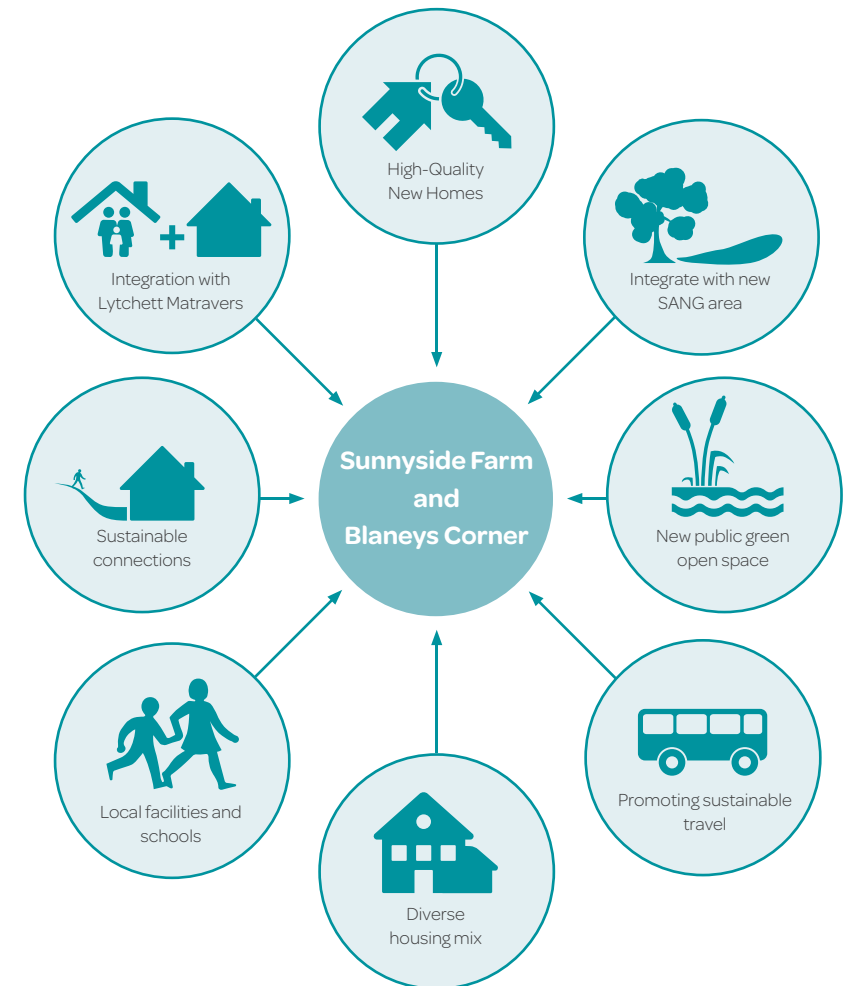 High-Quality
New Homes
Integration with
Lytchett Matravers
Integrate with new
SANG area
Sunnyside Farm
and
Blaneys Corner
Sustainable
connections
New public green
open space
Local facilities and
schools
Promoting sustainable
travel
Diverse
housing mix